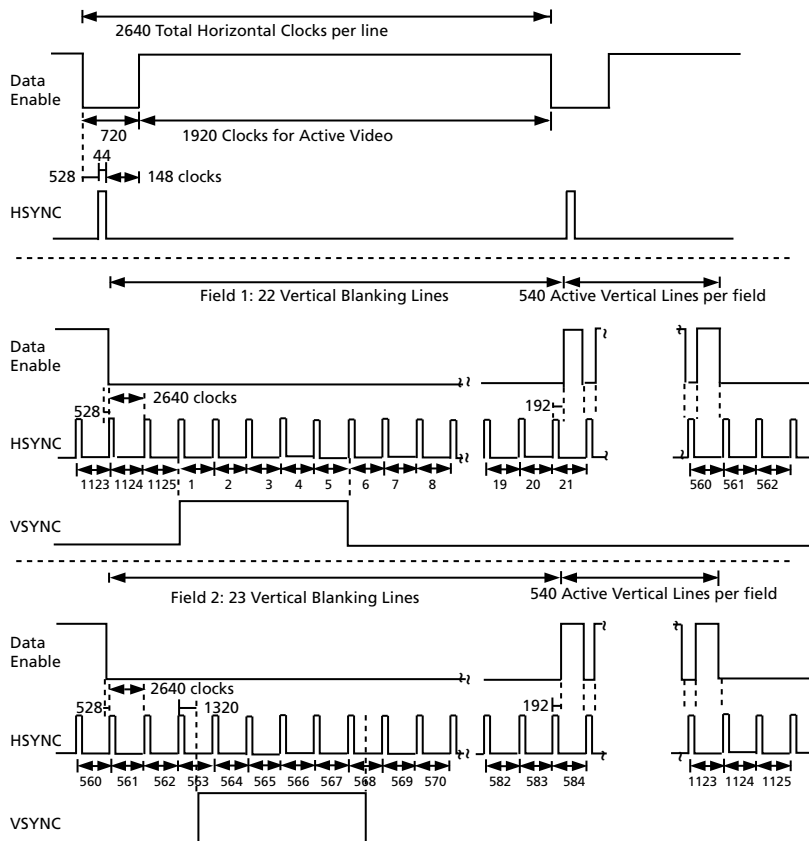 2640 Total Horizontal Clocks per line
Data
Enable
720
1920 Clocks for Active Video
44
528
148 clocks
HSYNC
Field 1: 22 Vertical Blanking Lines
540 Active Vertical Lines per field
Data
Enable
2640 clocks
528
192
HSYNC
1123 1124 1125 1 2 3 4 5 6 7 8 19 20 21 560 561 562
VSYNC
Field 2: 23 Vertical Blanking Lines
540 Active Vertical Lines per field
Data
Enable
2640 clocks
528
1320
192
HSYNC
560 561 562 563 564 565 566 567 568 569 570 582 583 584 1123 1124 1125
VSYNC